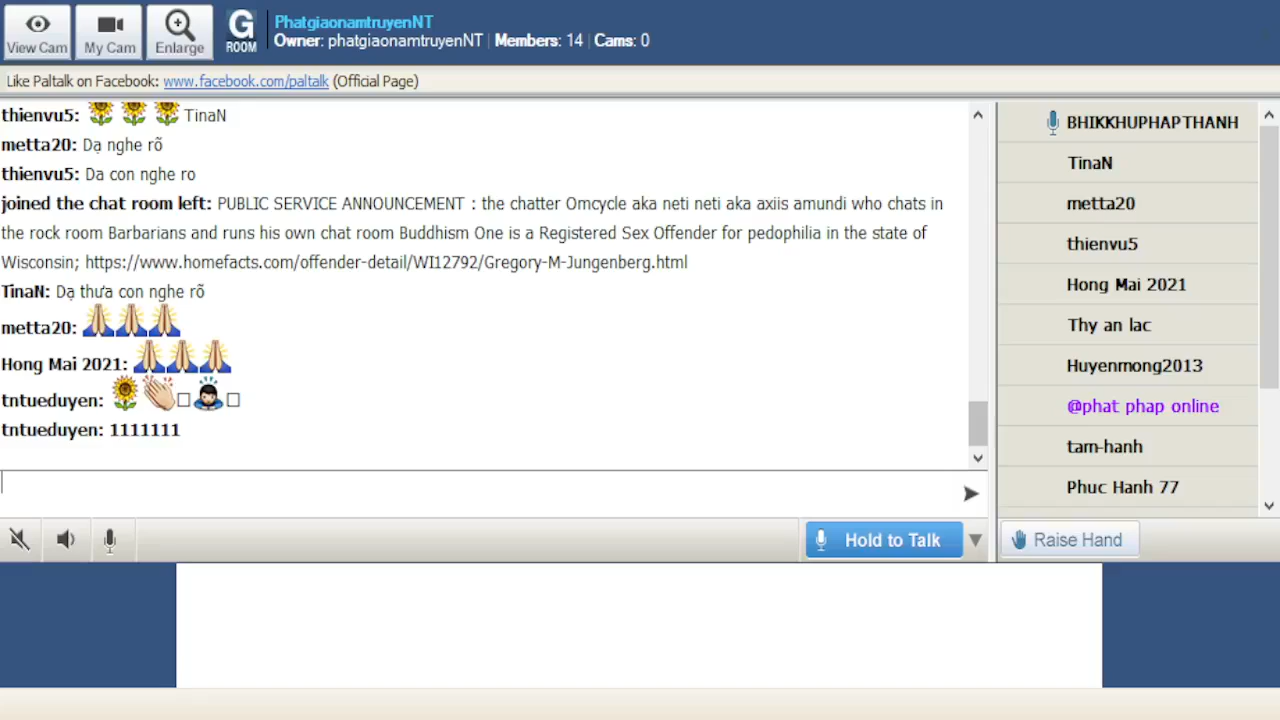 View Cam
My Cam
Enlarge
G
ROOM
PhatgiaonamtruyenNT
Owner: phatgiaonamtruyenNT | Members: 14 | Cams: 0
Like Paltalk on Facebook: www.facebook.com/paltalk (Official Page)
thienvu5: TinaN
metta20: Dạ nghe rõ
thienvu5: Da con nghe ro
joined the chat room left: PUBLIC SERVICE ANNOUNCEMENT : the chatter Omcycle aka neti neti aka axiis amundi who chats in
the rock room Barbarians and runs his own chat room Buddhism One is a Registered Sex Offender for pedophilia in the state of
Wisconsin; https://www.homefacts.com/offender-detail/WI12792/Gregory-M-Jungenberg.html
TinaN: Dạ thưa con nghe rõ
metta20:
Hong Mai 2021:
tntueduyen:
tntueduyen: 1111111
BHIKKHUPHAPTHANH
TinaN
metta20
thienvu5
Hong Mai 2021
Thy an lac
Huyenmong2013
@phat phap online
tam-hanh
Phuc Hanh 77
Hold to Talk
Raise Hand